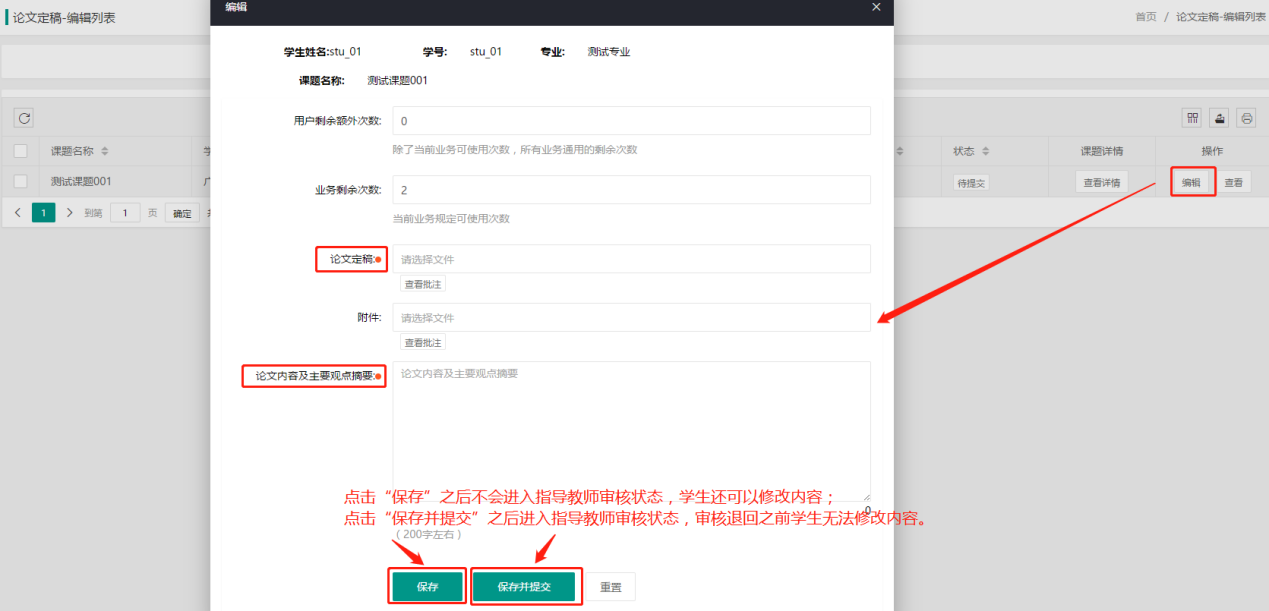 论文定稿-编辑列表
编辑
首页 / 论文定稿-编辑列表
学生姓名:stu_01 学号: stu_01 专业: 测试专业
课题名称: 测试课题001
用户剩余额外次数: 0
除了当前业务可使用次数，所有业务通用的剩余次数
课题名称
状态 课题详情 操作
测试课题001
待提交 查看详情 编辑 查看
业务剩余次数: 2
当前业务规定可使用次数
1 到第 1 页 确定
论文定稿: 请选择文件
查看批注
附件: 请选择文件
查看批注
论文内容及主要观点摘要: 论文内容及主要观点摘要
点击“保存”之后不会进入指导教师审核状态，学生还可以修改内容；
0
点击“保存并提交”之后进入指导教师审核状态，审核退回之前学生无法修改内容。
（200字左右）
保存 保存并提交 重置